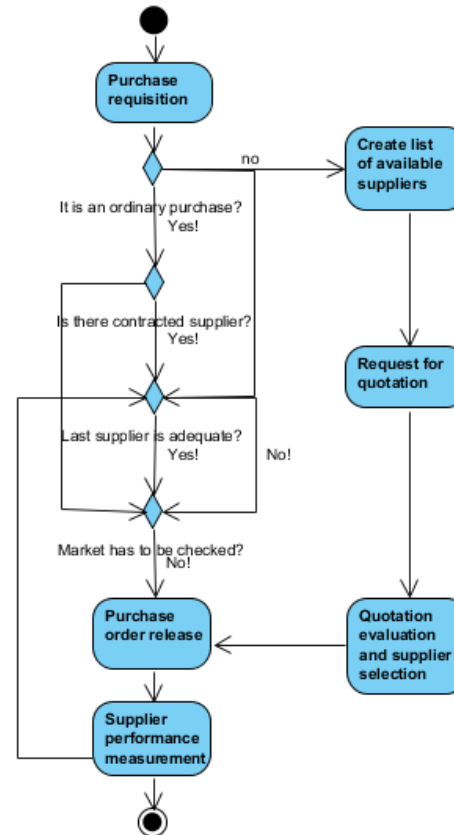 Purchase
requisition
no
Create list
of available
suppliers
It is an ordinary purchase?
Yes!
Is there contracted supplier?
Yes!
Request for
quotation
Last supplier is adequate?
Yes!
No!
Market has to be checked?
No!
Purchase
order release
Quotation
evaluation
and supplier
selection
Supplier
performance
measurement